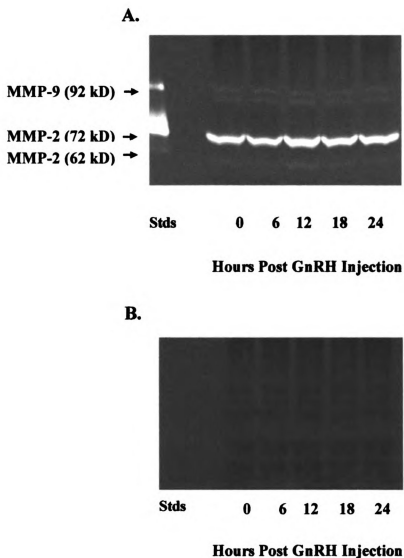 A.
MMP-9 (92 kD)
MMP-2 (72 kD)
MMP-2 (62 kD)
Stds 0 6 12 18 24
Hours Post GnRH Injection
B.
Stds 0 6 12 18 24
Hours Post GnRH Injection